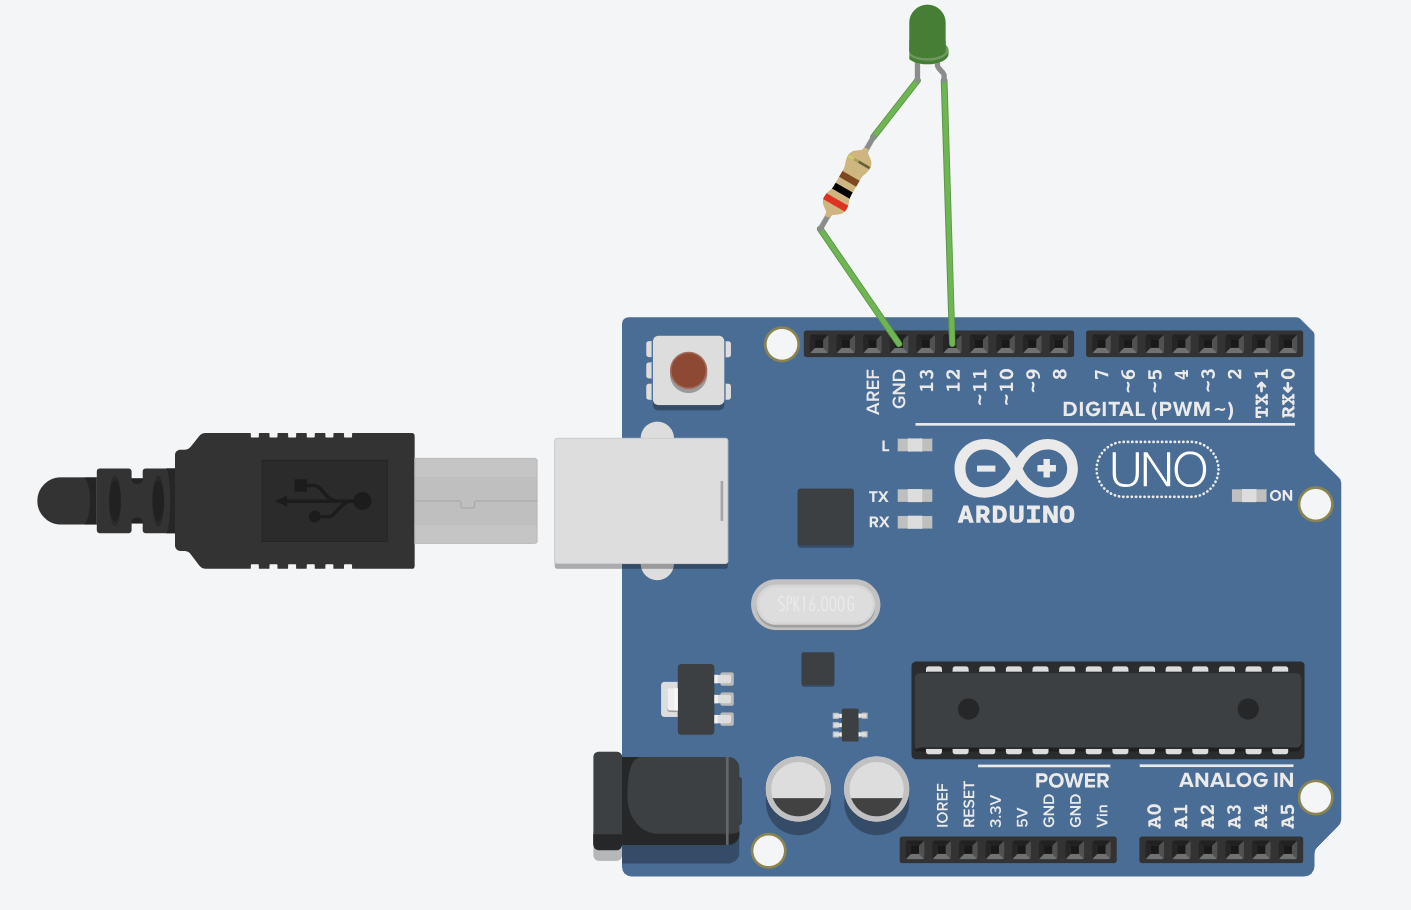 AREF
GND
13
12
~11
~10
~9
8
7
~6
~5
4
~3
2
TX→1
RX←0
DIGITAL (PWM~)
L
TX
RX
- +
ARDUINO
UNO
ON
SPK16.000G
POWER
ANALOG IN
IOREF
RESET
3.3V
5V
GND
GND
Vin
A0
A1
A2
A3
A4
A5